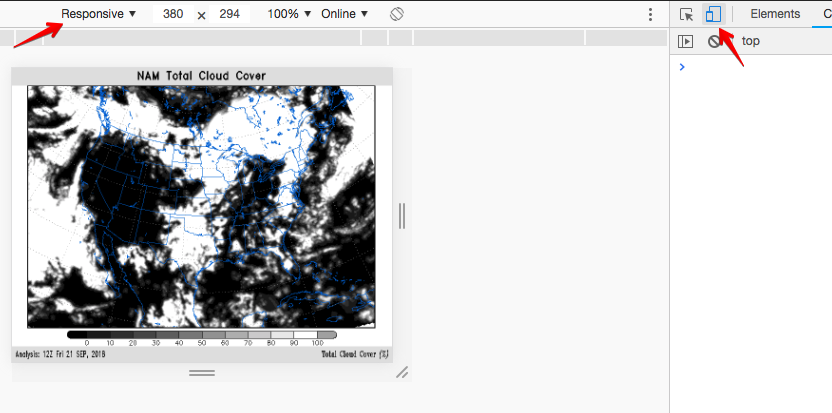 Responsive ▼ 380 × 294 100% ▼ Online ▼
Elements C
top
NAM Total Cloud Cover
0 10 20 30 40 50 60 70 80 90 100
Analysis: 12Z Fri 21 SEP, 2018 Total Cloud Cover (%)